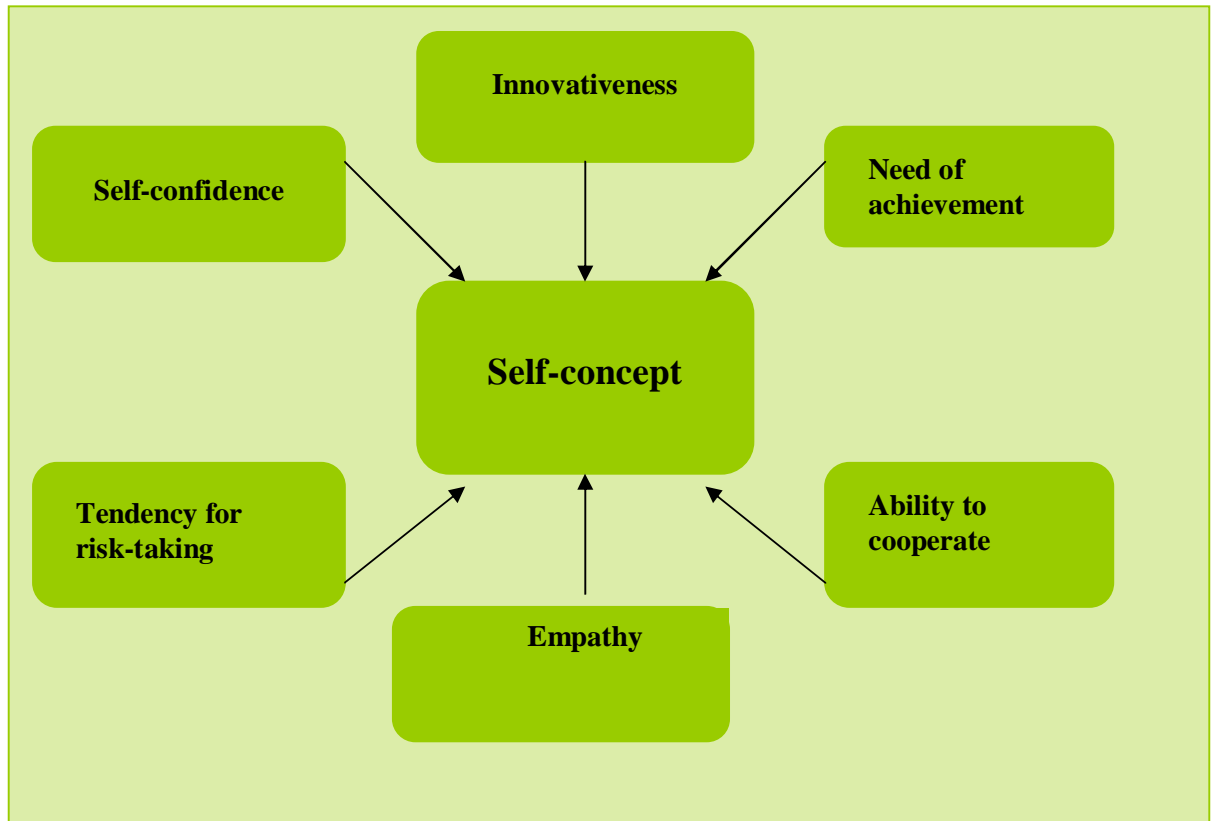 Innovativeness
Self-confidence
Need of
achievement
Self-concept
Tendency for
risk-taking
Ability to
cooperate
Empathy